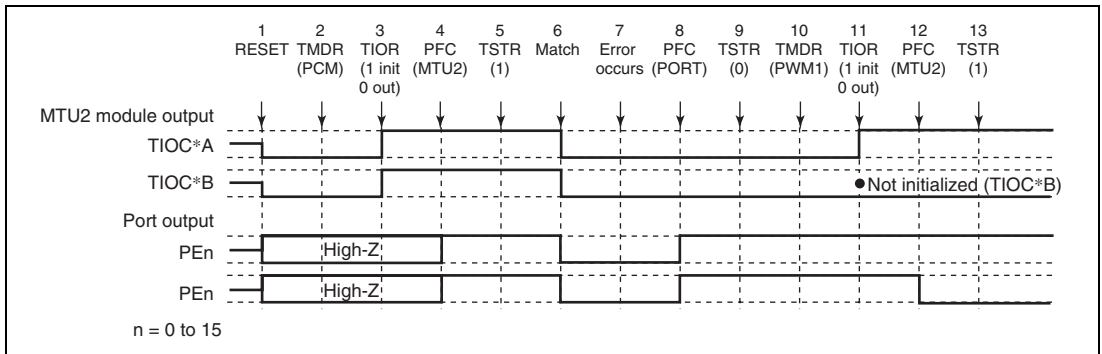 1 2 3 4 5 6 7 8 9 10 11 12 13
RESET TMDR TIOR PFC TSTR Match Error PFC TSTR TMDR TIOR PFC TSTR
(PCM) (1 init (MTU2) (1) occurs (PORT) (0) (PWM1) (1 init (MTU2) (1)
0 out) 0 out)
MTU2 module output
TIOC*A
TIOC*B
●Not initialized (TIOC*B)
Port output
PEn
High-Z
PEn
High-Z
n = 0 to 15